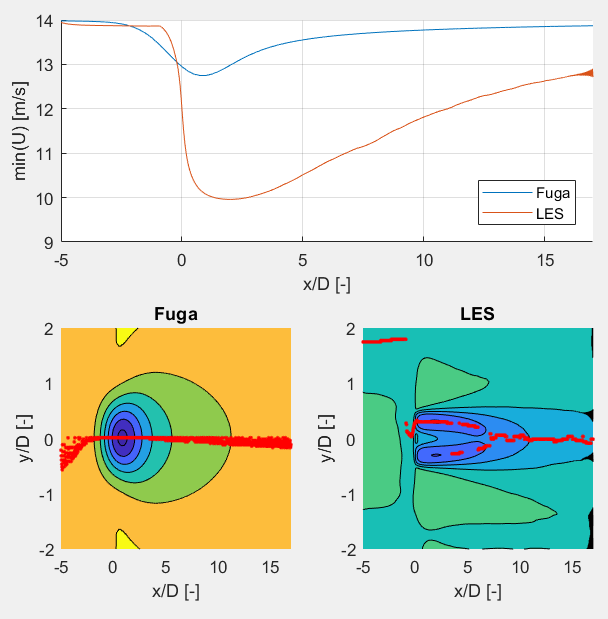 14
13
12
11
10
9
min(U) [m/s]
-5 0 5 10 15
x/D [-]
Fuga
LES
Fuga
2
1
0
-1
-2
y/D [-]
-5 0 5 10 15
x/D [-]
LES
2
1
0
-1
-2
y/D [-]
-5 0 5 10 15
x/D [-]